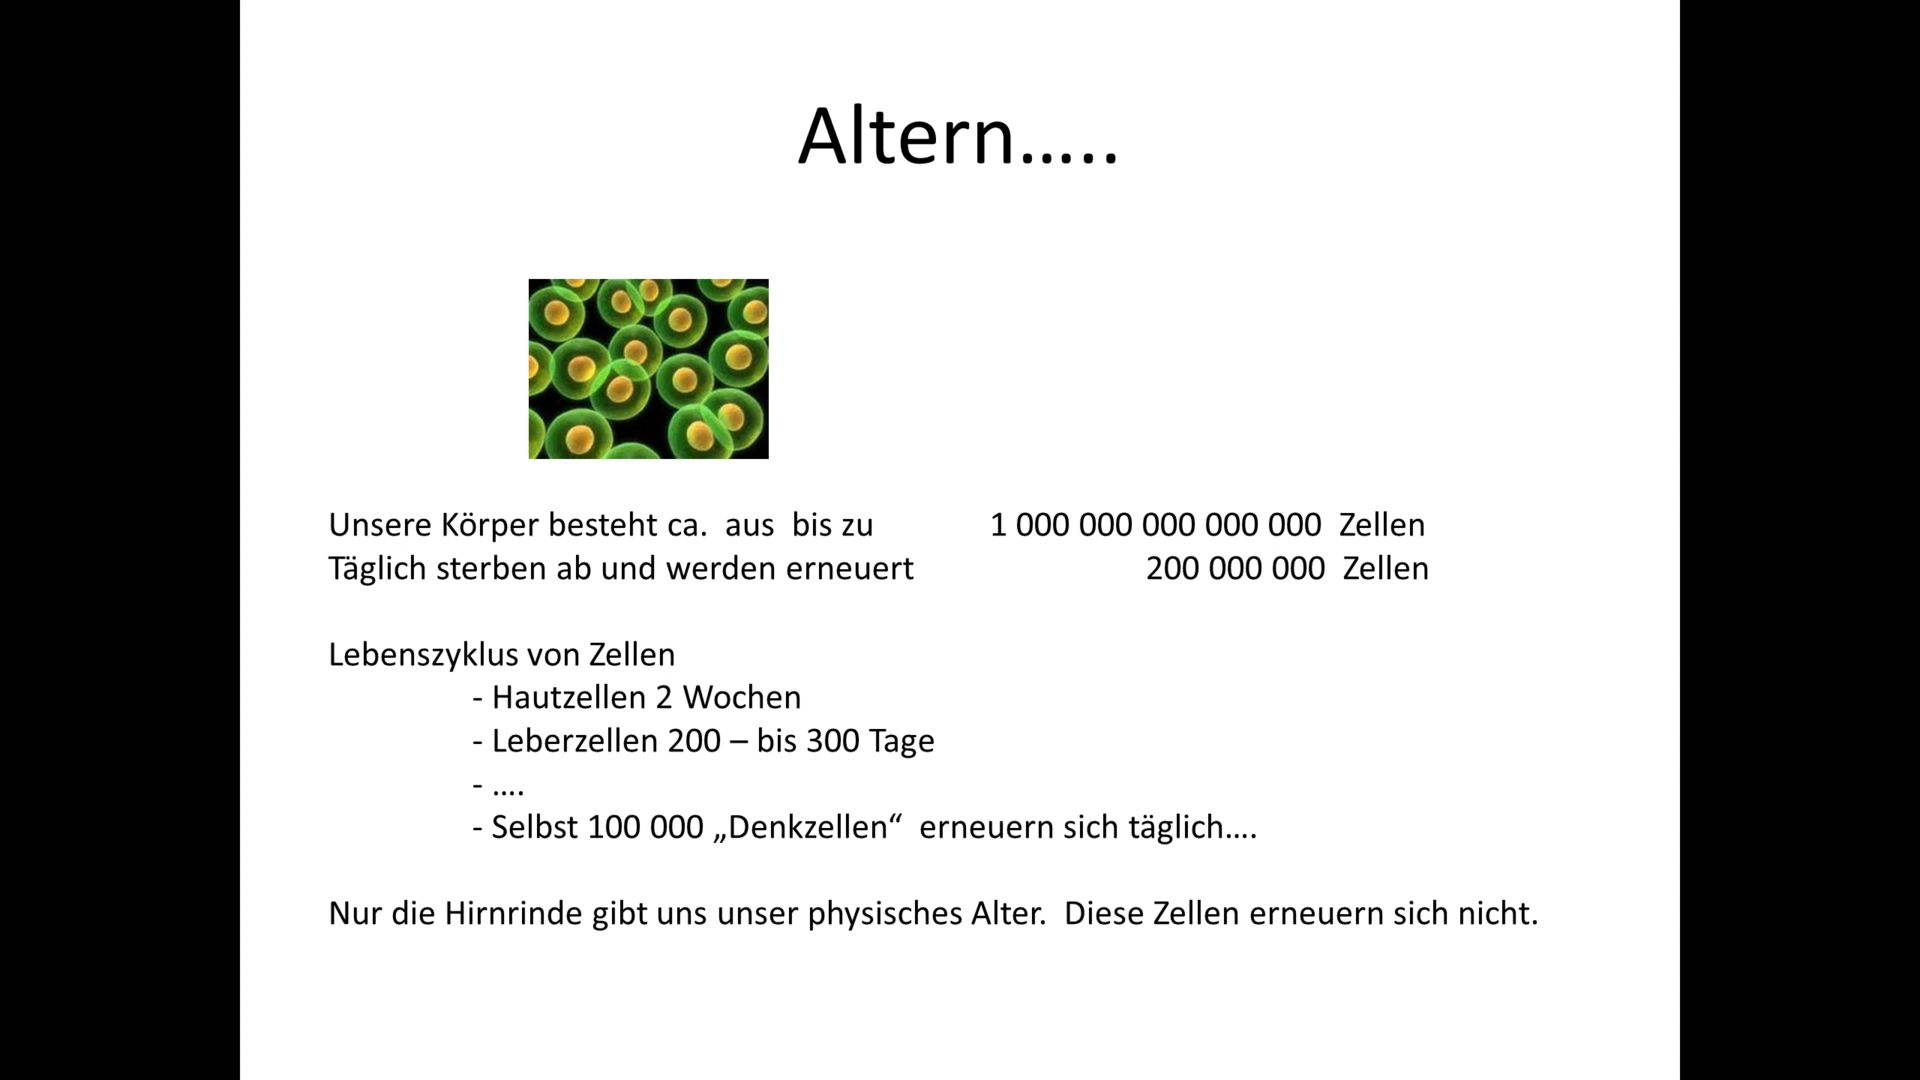 Altern…..
Unsere Körper besteht ca. aus bis zu 1 000 000 000 000 000 Zellen
Täglich sterben ab und werden erneuert 200 000 000 Zellen
Lebenszyklus von Zellen
- Hautzellen 2 Wochen
- Leberzellen 200 – bis 300 Tage
- ….
- Selbst 100 000 „Denkzellen“ erneuern sich täglich….
Nur die Hirnrinde gibt uns unser physisches Alter. Diese Zellen erneuern sich nicht.